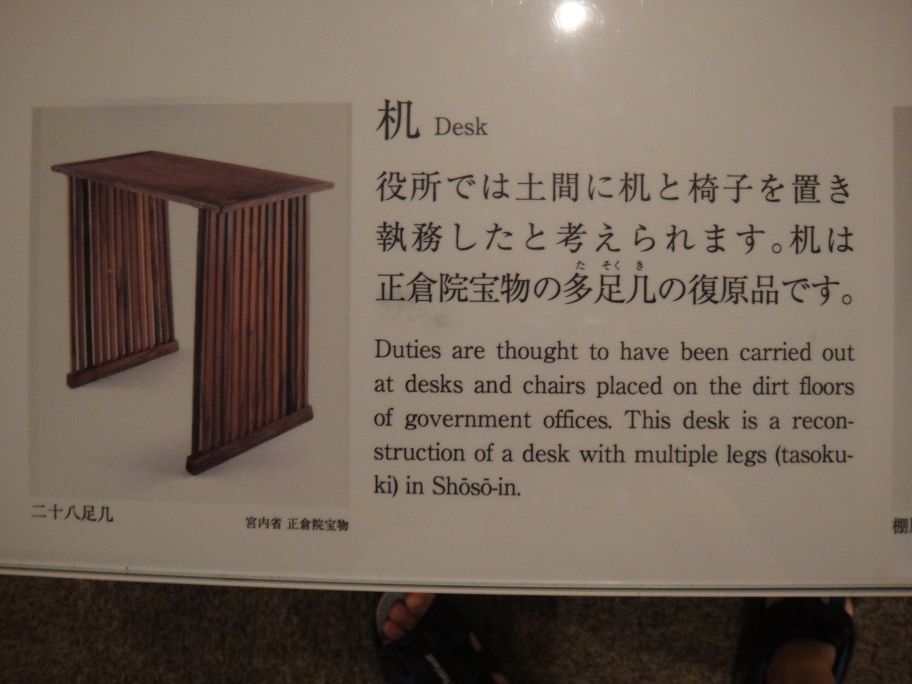 机 Desk
役所では土間に机と椅子を置き
執務したと考えられます。机は
た そく き
正倉院宝物の多足几の復原品です。
Duties are thought to have been carried out
at desks and chairs placed on the dirt floors
of government offices. This desk is a recon-
struction of a desk with multiple legs (tasoku-
ki) in Shōsō-in.
二十八足几
宮内省 正倉院宝物
棚